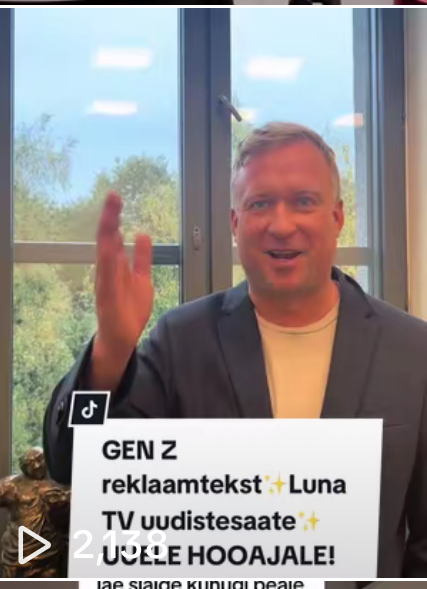 GEN Z
reklaamtekst✨Luna
TV uudistesaate✨
UUELE HOOAJALE!
2,138